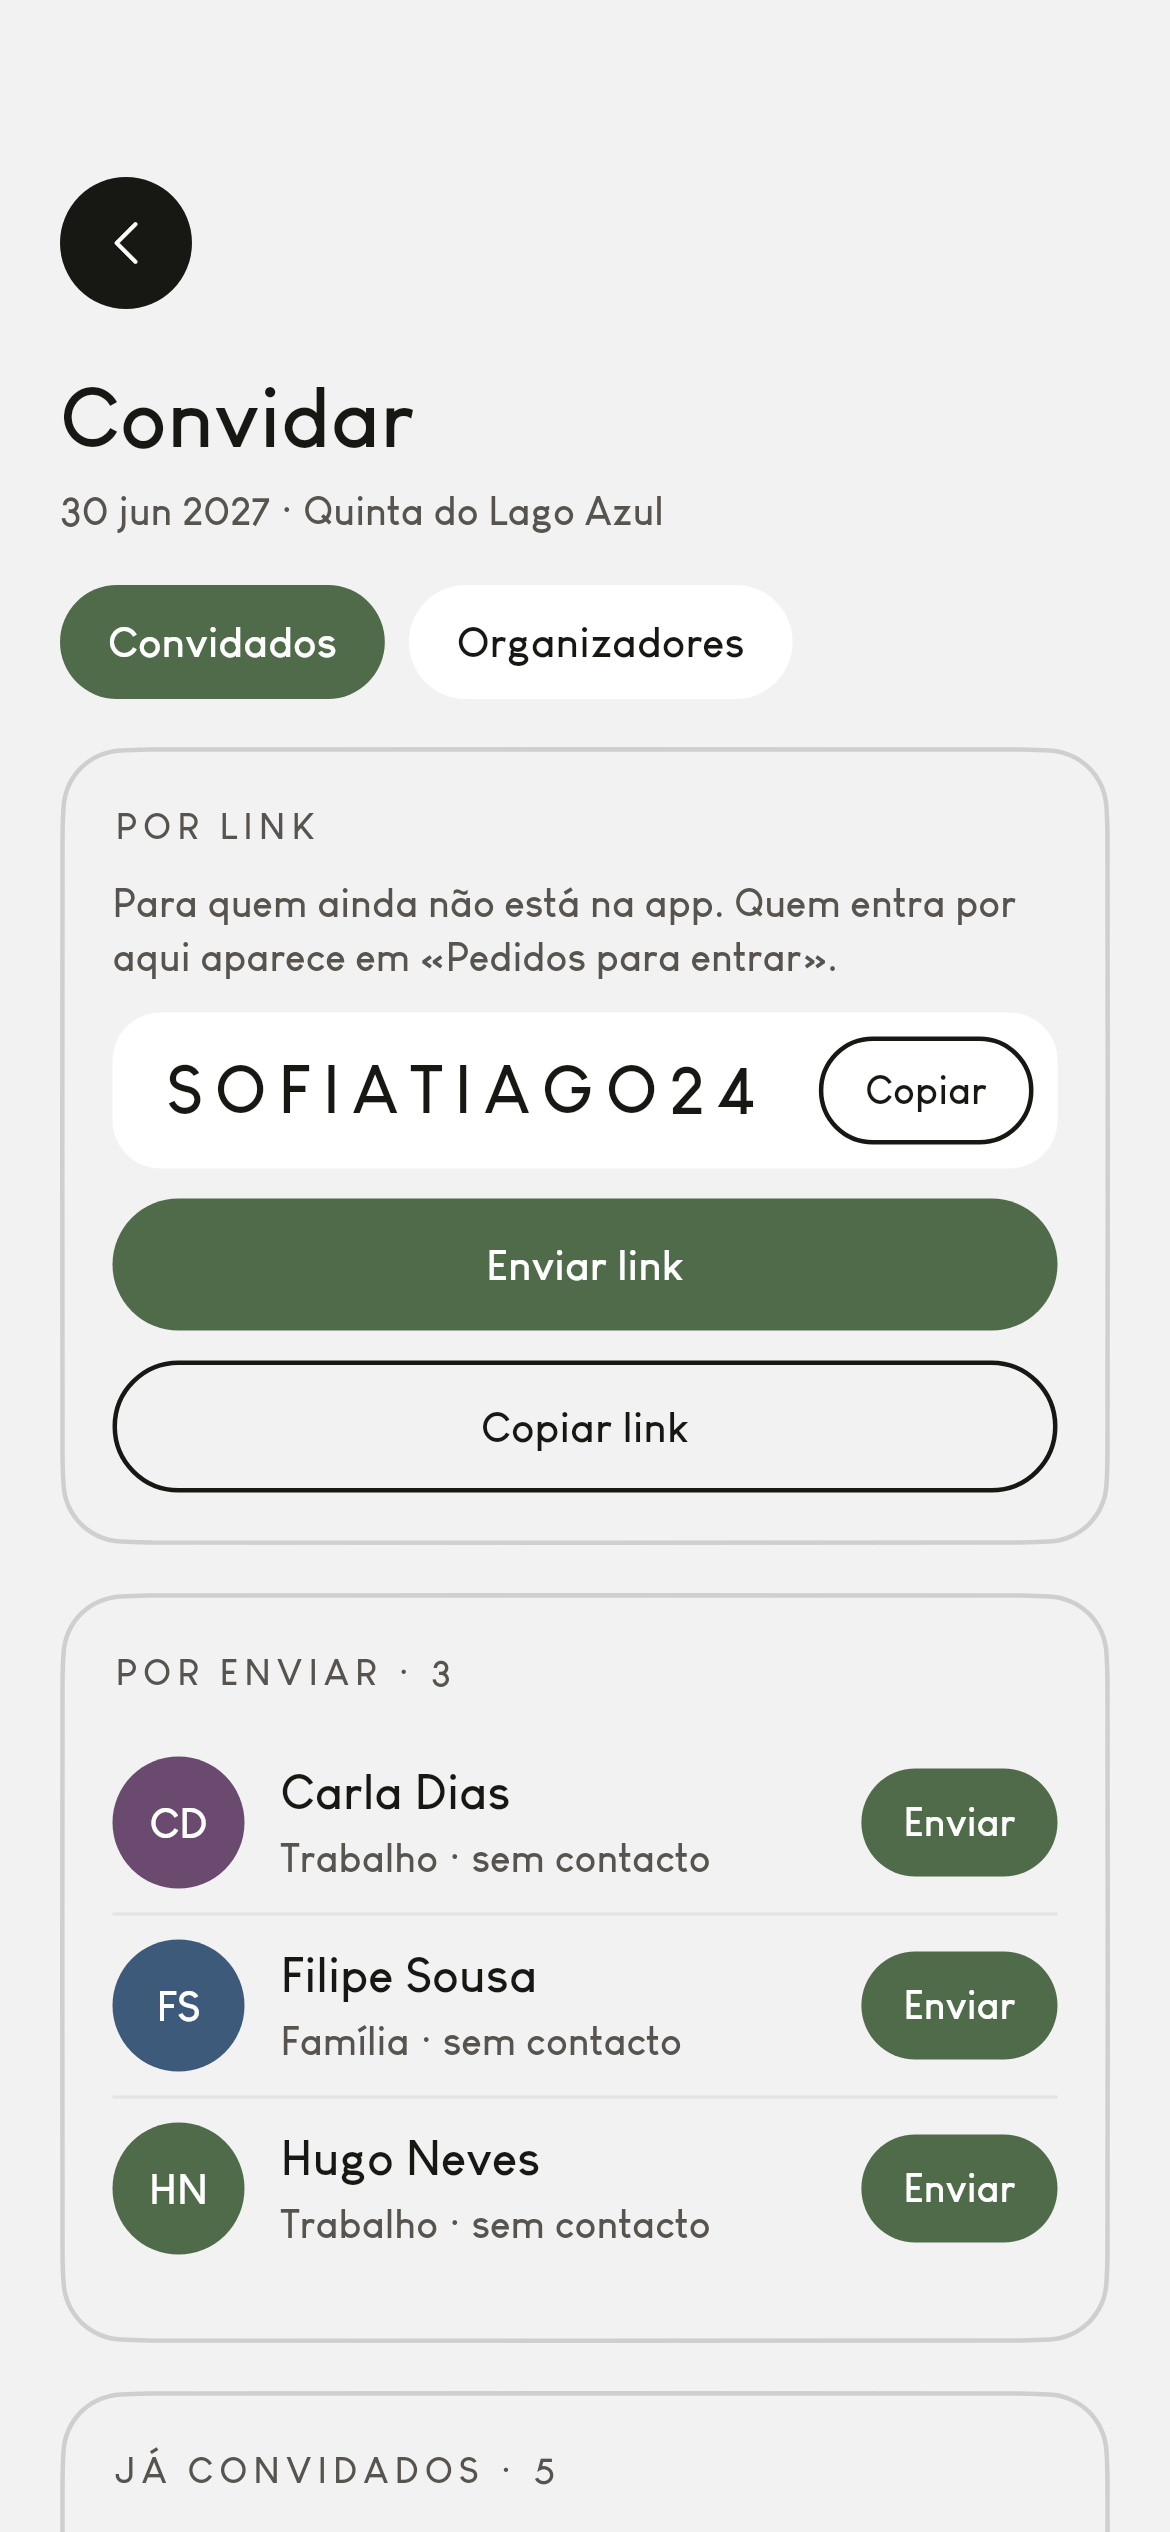 Convidar
30 jun 2027 · Quinta do Lago Azul
Convidados
Organizadores
POR LINK
Para quem ainda não está na app. Quem entra por
aqui aparece em «Pedidos para entrar».
SOFIATIAGO24
Copiar
Enviar link
Copiar link
POR ENVIAR · 3
CD
Carla Dias
Trabalho · sem contacto
Enviar
FS
Filipe Sousa
Família · sem contacto
Enviar
HN
Hugo Neves
Trabalho · sem contacto
Enviar
JÁ CONVIDADOS · 5